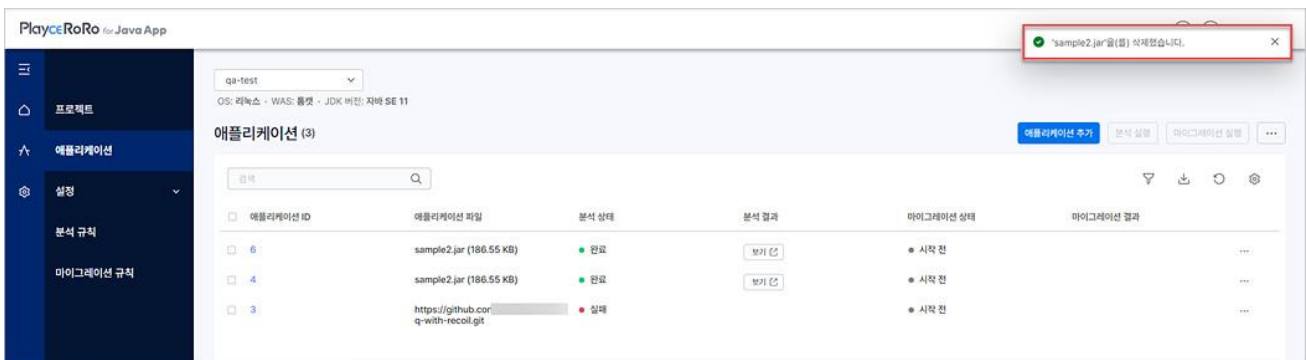 PlayceRoRo for Java App
'sample2.jar'을(를) 삭제했습니다.
qa-test
OS: 리눅스 · WAS: 톰캣 · JDK 버전: 자바 SE 11
프로젝트
애플리케이션 (3)
애플리케이션 추가 분석 실행 마이그레이션 실행 ...
애플리케이션
검색
설정
애플리케이션 ID 애플리케이션 파일 분석 상태 분석 결과 마이그레이션 상태 마이그레이션 결과
분석 규칙
6 sample2.jar (186.55 KB) 완료 보기 시작 전 ...
마이그레이션 규칙
4 sample2.jar (186.55 KB) 완료 보기 시작 전 ...
3 https://github.cor 실패 시작 전 ...
q-with-recoil.git